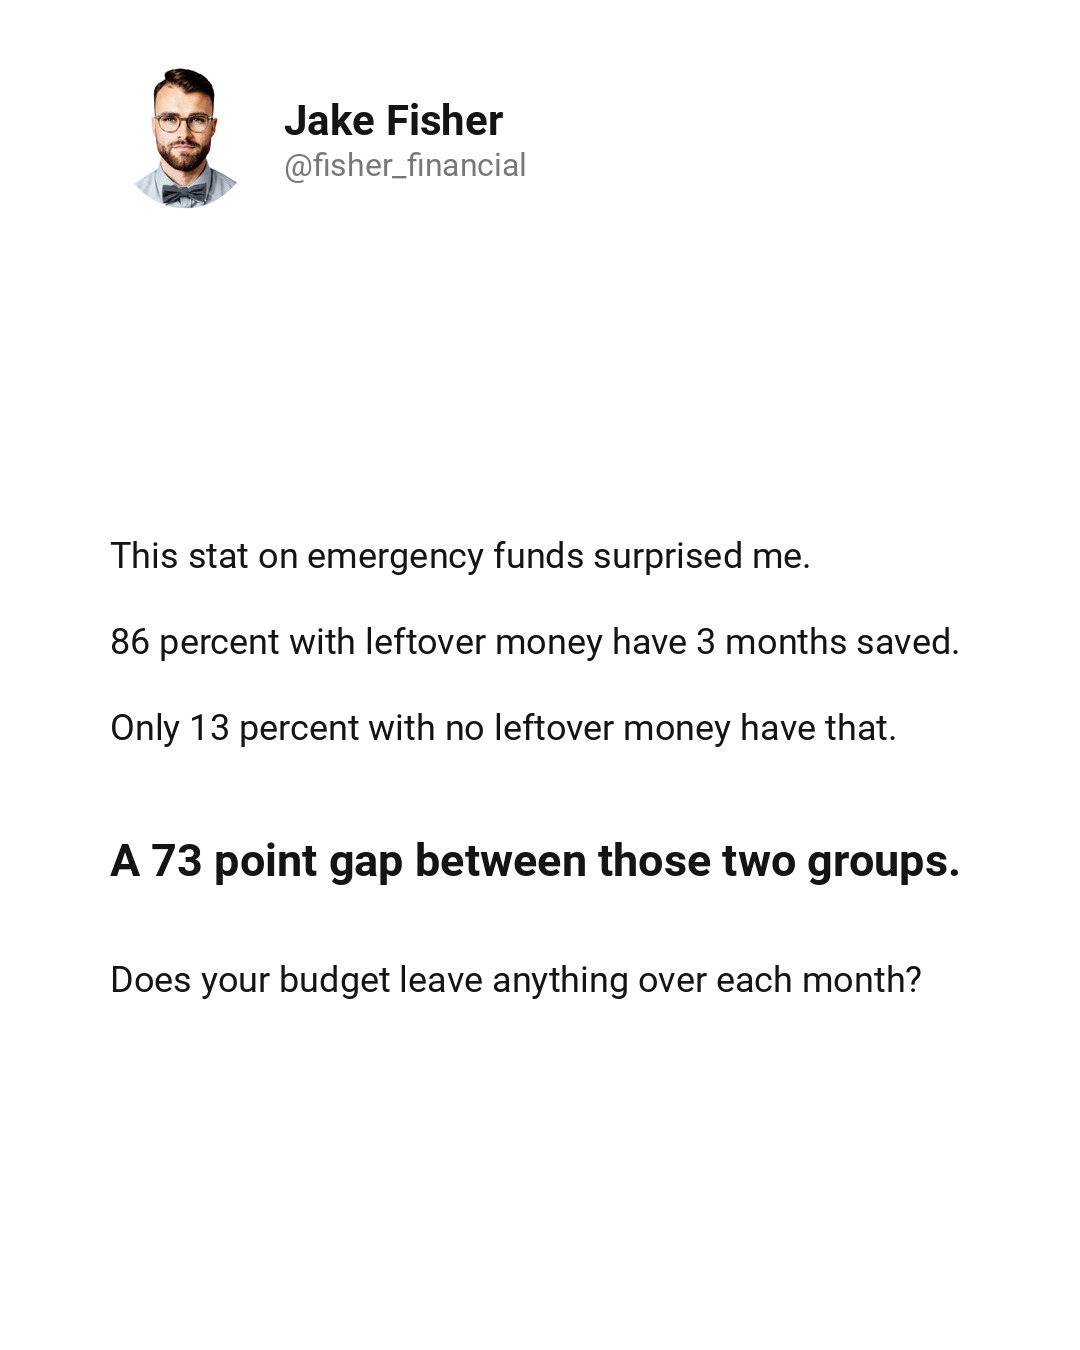 Jake Fisher
@fisher_financial
This stat on emergency funds surprised me.
86 percent with leftover money have 3 months saved.
Only 13 percent with no leftover money have that.
A 73 point gap between those two groups.
Does your budget leave anything over each month?